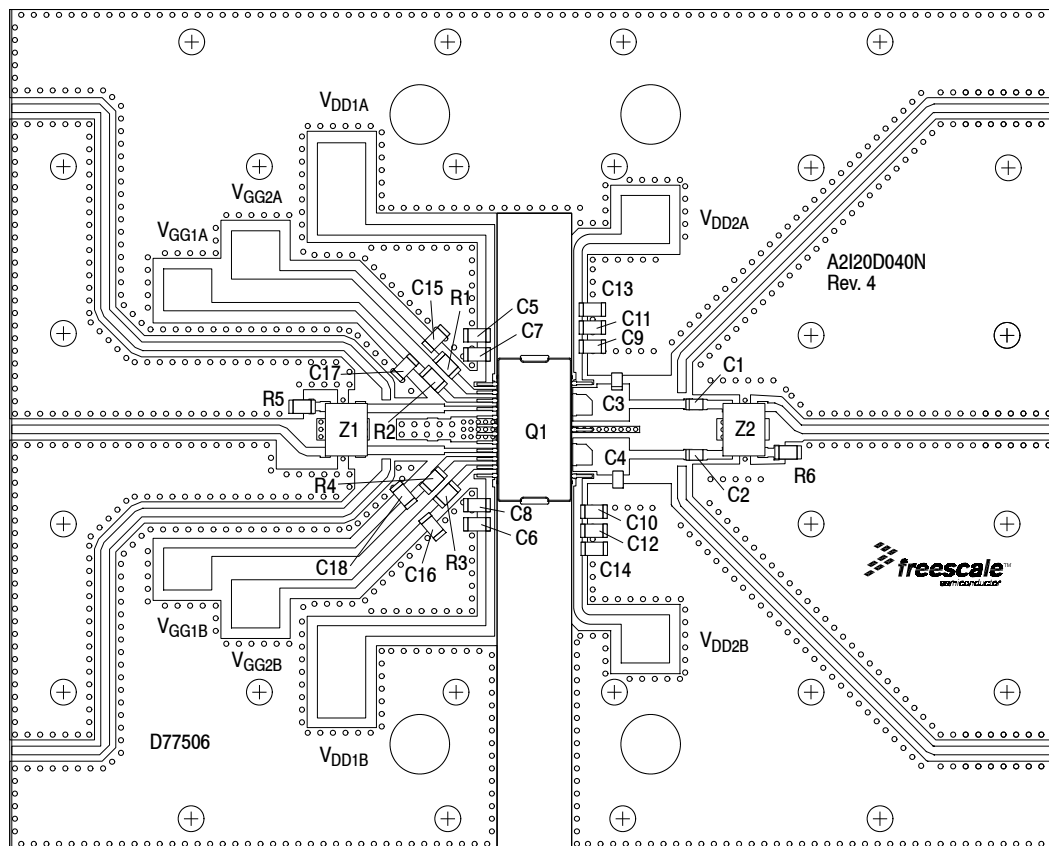 VDD1A
VGG2A
VGG1A
VDD2A
A2I20D040N
Rev. 4
C15
R1
C5
C7
C13
C11
C9
C17
R2
C1
C3
R5
Z1
Q1
Z2
R4
C4
C2
R6
C8
C6
C10
C12
C14
C18
C16
R3
freescale™
semiconductor
VGG1B
VGG2B
VDD2B
D77506
VDD1B